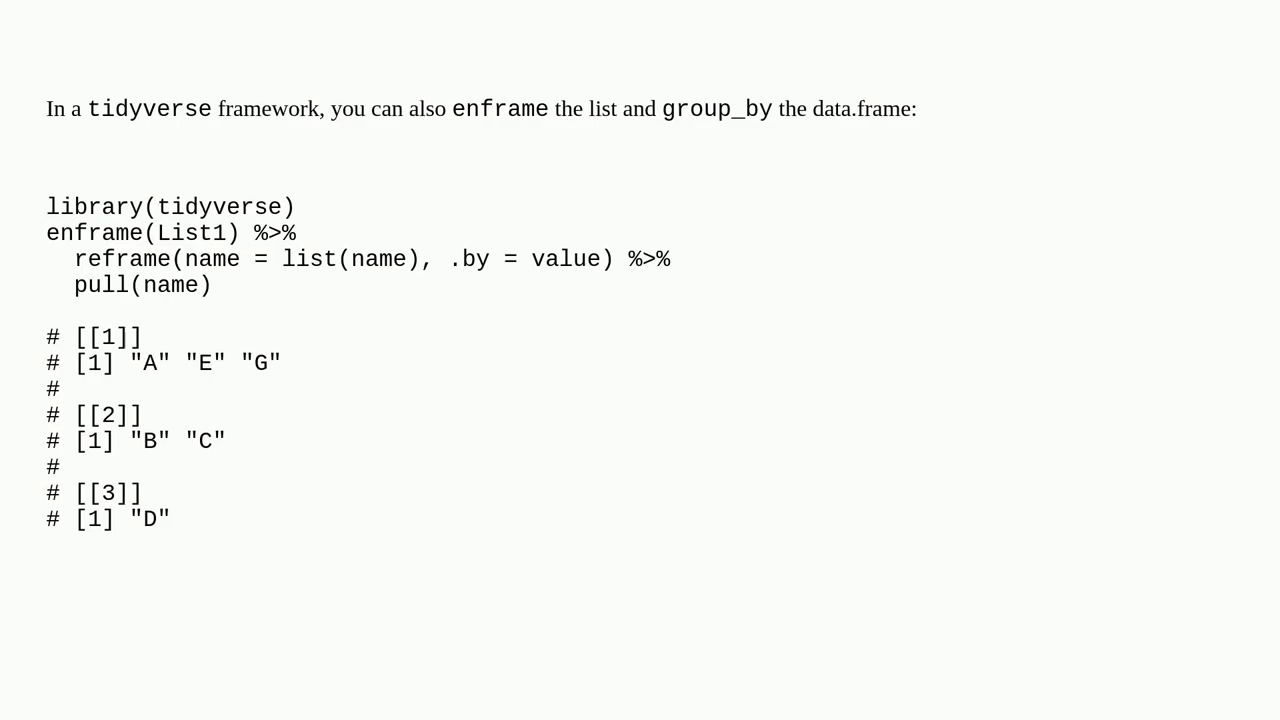 In a tidyverse framework, you can also enframe the list and group_by the data.frame:
library(tidyverse)
enframe(List1) %>%
  reframe(name = list(name), .by = value) %>%
  pull(name)
# [[1]]
# [1] "A" "E" "G"
#
# [[2]]
# [1] "B" "C"
#
# [[3]]
# [1] "D"